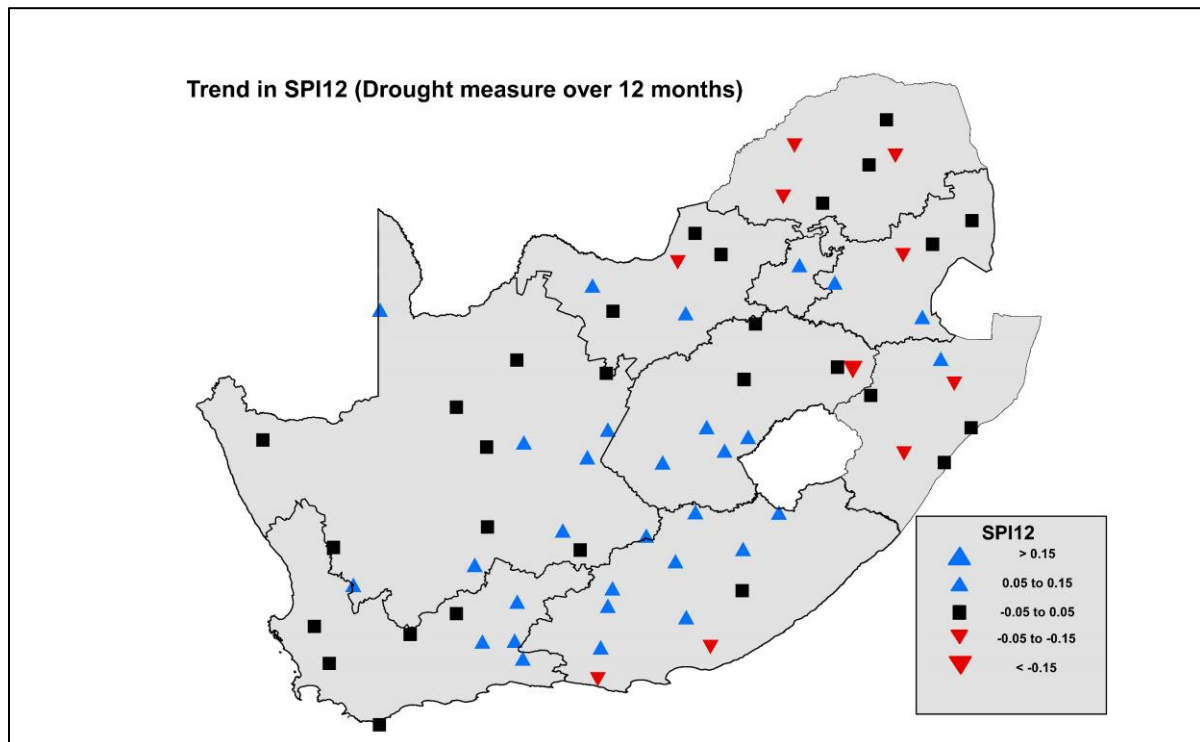 Trend in SPI12 (Drought measure over 12 months)
SPI12
> 0.15
0.05 to 0.15
-0.05 to 0.05
-0.05 to -0.15
< -0.15